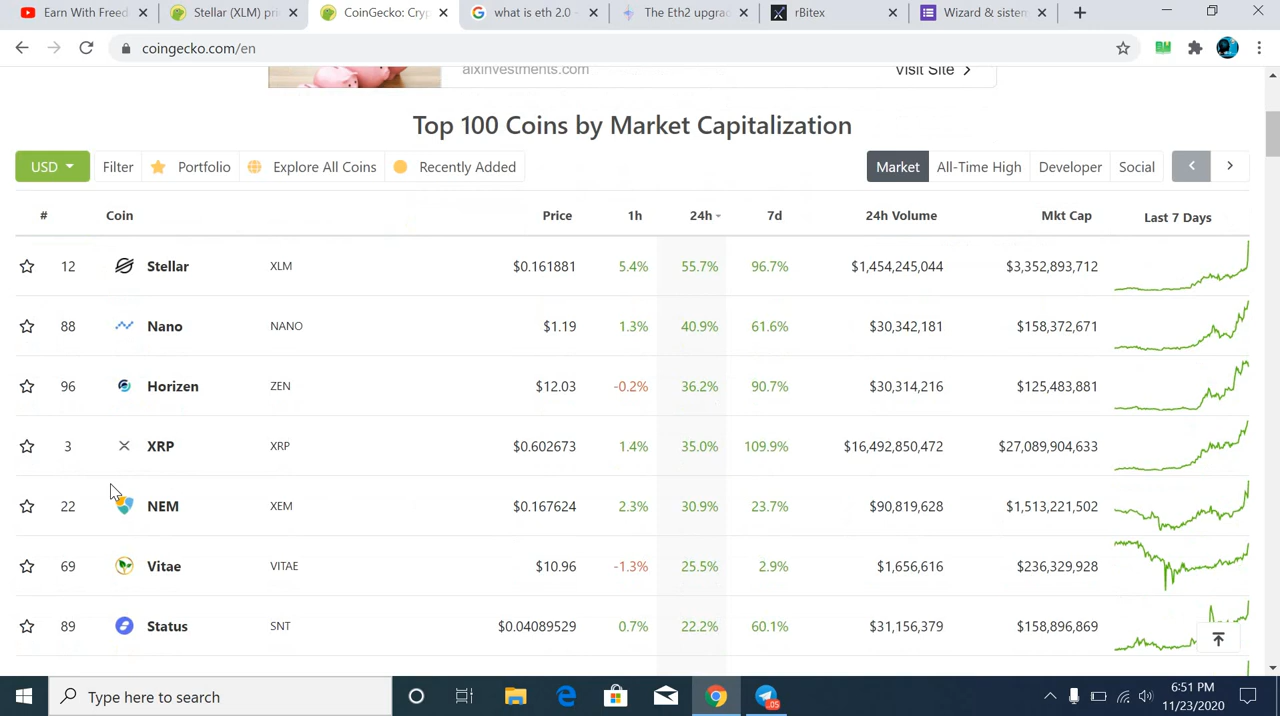 Earn With Freed
Stellar (XLM) pri
CoinGecko: Cryp
what is eth 2.0 -
The Eth2 upgrad
rBitex
Wizard & sistem
coingecko.com/en
aixinvestments.com
Visit Site
Top 100 Coins by Market Capitalization
USD Filter Portfolio Explore All Coins Recently Added Market All-Time High Developer Social
# Coin Price 1h 24h 7d 24h Volume Mkt Cap Last 7 Days
12 Stellar XLM $0.161881 5.4% 55.7% 96.7% $1,454,245,044 $3,352,893,712
88 Nano NANO $1.19 1.3% 40.9% 61.6% $30,342,181 $158,372,671
96 Horizen ZEN $12.03 -0.2% 36.2% 90.7% $30,314,216 $125,483,881
3 XRP XRP $0.602673 1.4% 35.0% 109.9% $16,492,850,472 $27,089,904,633
22 NEM XEM $0.167624 2.3% 30.9% 23.7% $90,819,628 $1,513,221,502
69 Vitae VITAE $10.96 -1.3% 25.5% 2.9% $1,656,616 $236,329,928
89 Status SNT $0.04089529 0.7% 22.2% 60.1% $31,156,379 $158,896,869
Type here to search
.05
6:51 PM
11/23/2020